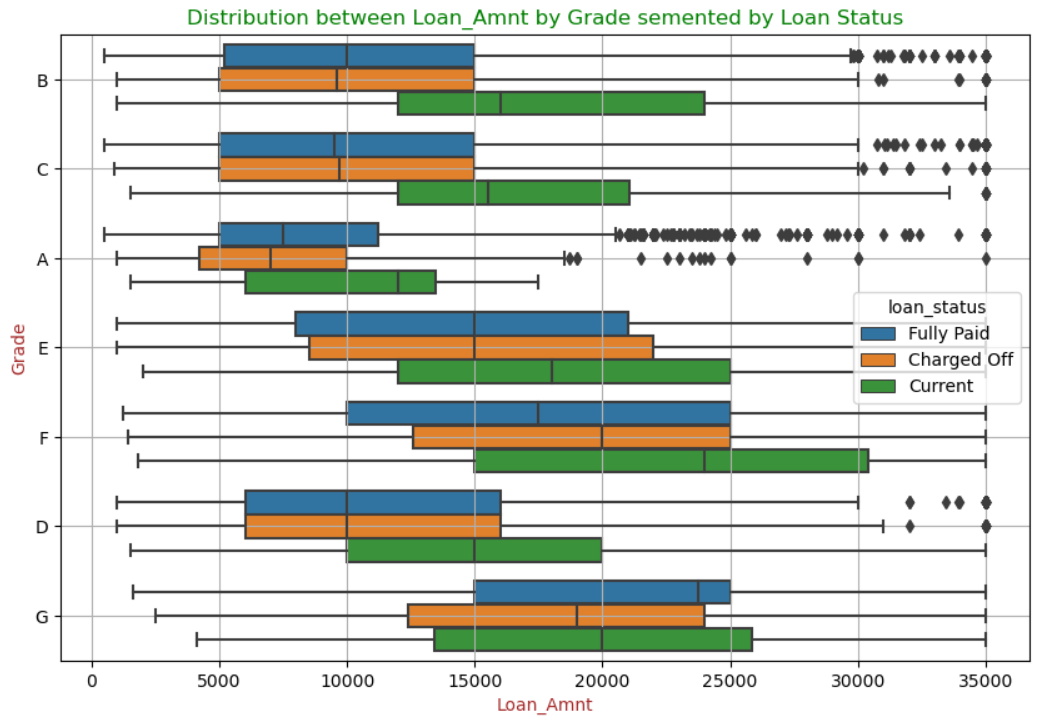 Distribution between Loan_Amnt by Grade semented by Loan Status
Grade
B
C
A
E
F
D
G
loan_status
Fully Paid
Charged Off
Current
0 5000 10000 15000 20000 25000 30000 35000
Loan_Amnt